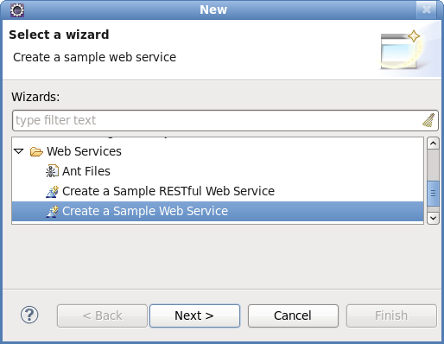 New
Select a wizard
Create a sample web service
Wizards:
type filter text
Web Services
Ant Files
Create a Sample RESTful Web Service
Create a Sample Web Service
? < Back Next > Cancel Finish